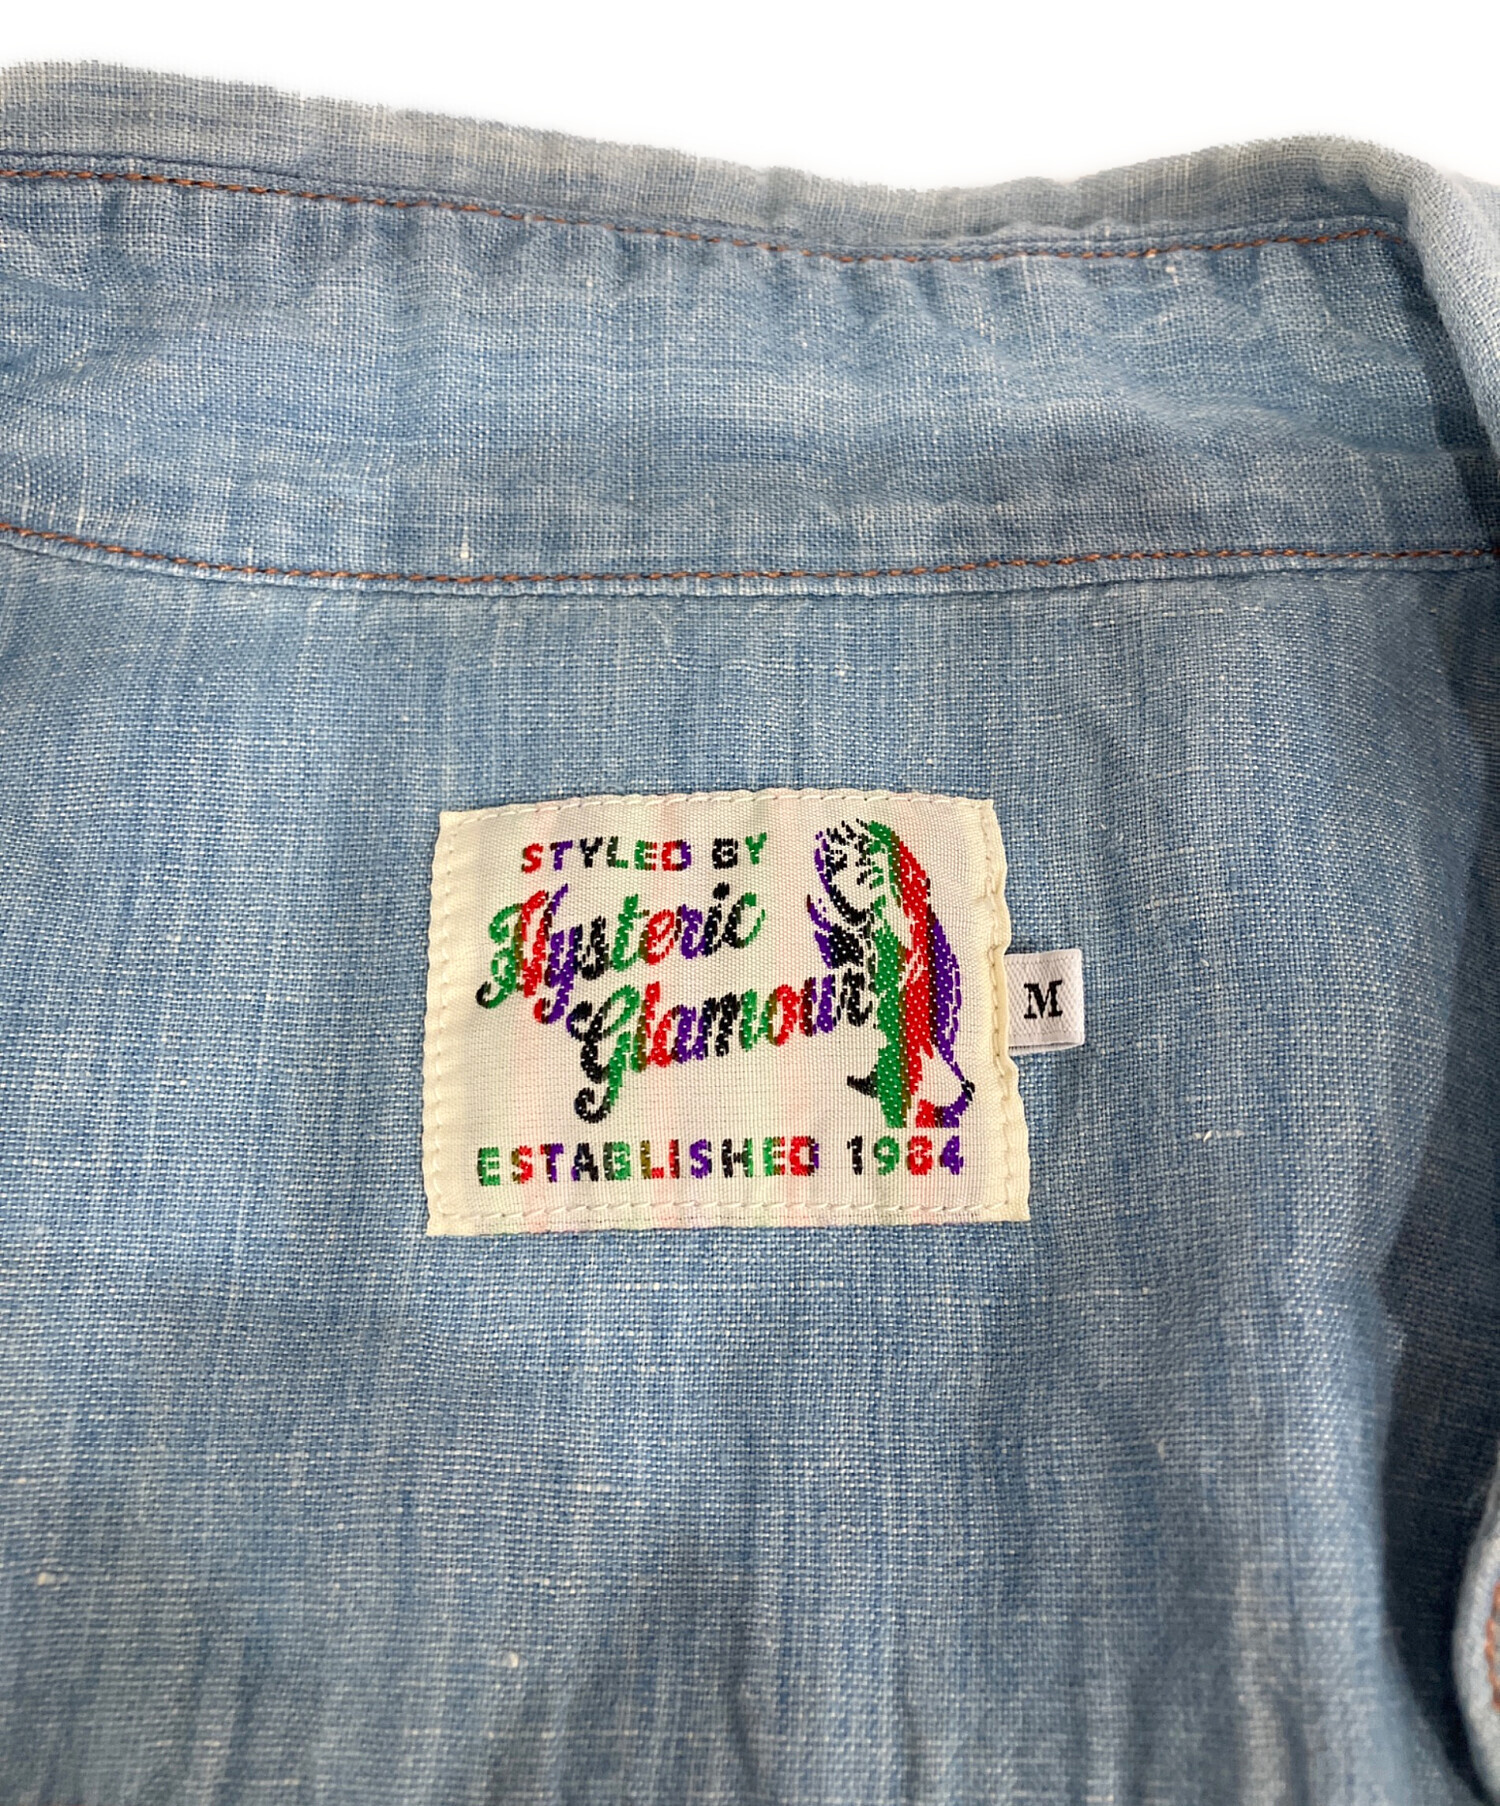 STYLED BY
Hysteric
Glamour
ESTABLISHED 1984
M